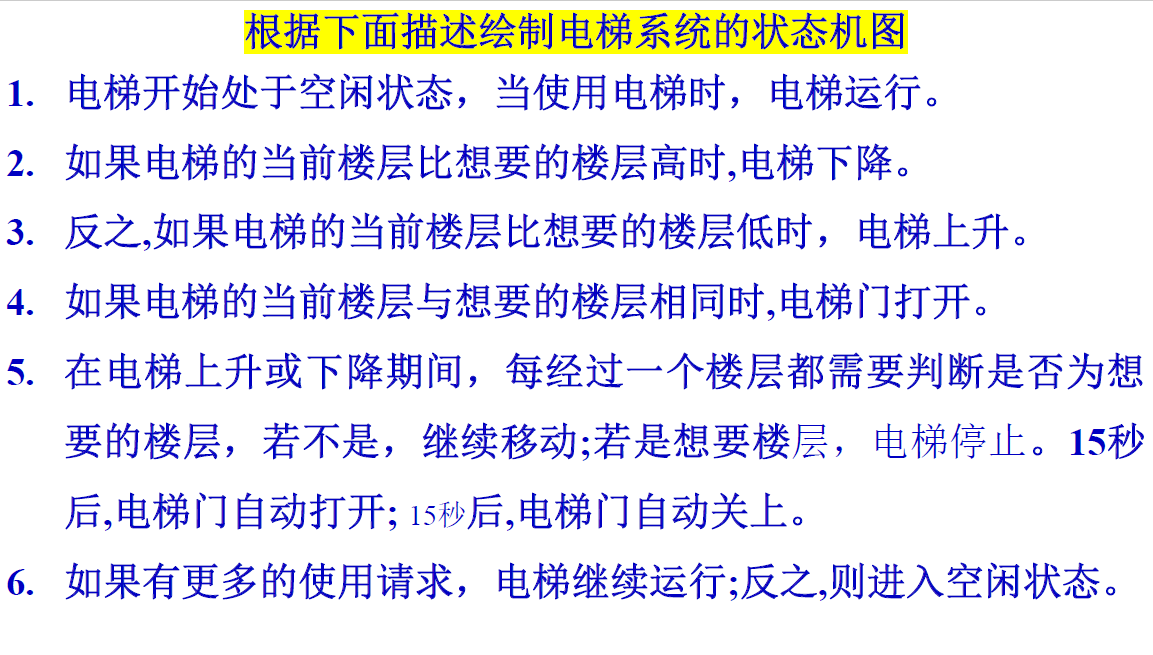 根据下面描述绘制电梯系统的状态机图
1. 电梯开始处于空闲状态，当使用电梯时，电梯运行。
2. 如果电梯的当前楼层比想要的楼层高时,电梯下降。
3. 反之,如果电梯的当前楼层比想要的楼层低时，电梯上升。
4. 如果电梯的当前楼层与想要的楼层相同时,电梯门打开。
5. 在电梯上升或下降期间，每经过一个楼层都需要判断是否为想
要的楼层，若不是，继续移动;若是想要楼层，电梯停止。15秒
后,电梯门自动打开; 15秒后,电梯门自动关上。
6. 如果有更多的使用请求，电梯继续运行;反之,则进入空闲状态。